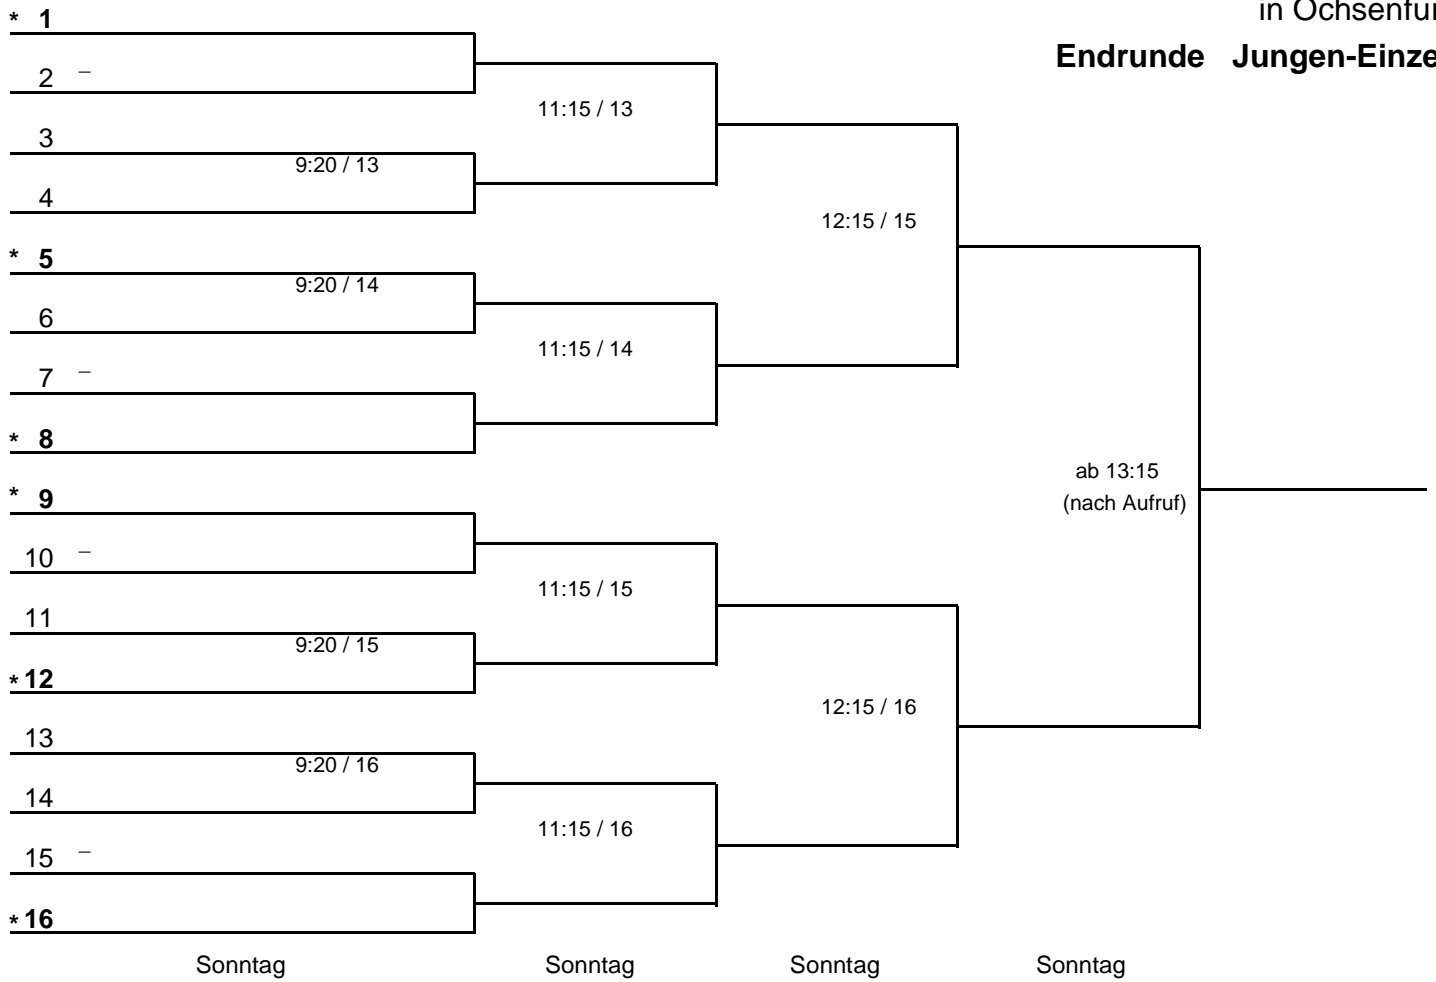 in Ochsenfur
Endrunde Jungen-Einze
* 1
2 –
11:15 / 13
3
9:20 / 13
4
12:15 / 15
* 5
9:20 / 14
6
11:15 / 14
7 –
* 8
ab 13:15
(nach Aufruf)
* 9
10 –
11:15 / 15
11
9:20 / 15
* 12
12:15 / 16
13
9:20 / 16
14
11:15 / 16
15 –
* 16
Sonntag Sonntag Sonntag Sonntag